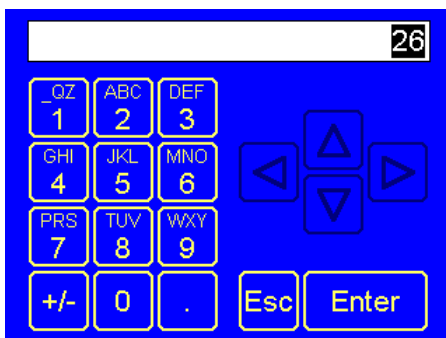 26
_QZ ABC DEF
1 2 3
GHI JKL MNO
4 5 6
PRS TUV WXY
7 8 9
+/- 0 . Esc Enter